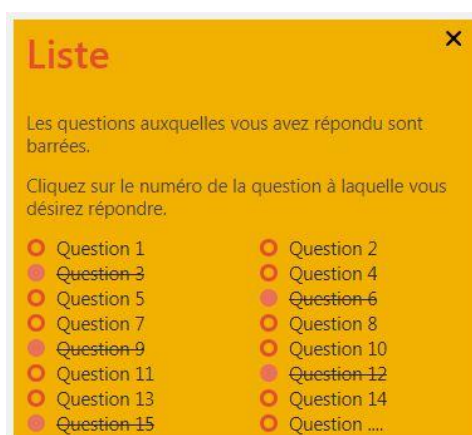 Liste
Les questions auxquelles vous avez répondu sont
barrées.
Cliquez sur le numéro de la question à laquelle vous
désirez répondre.
Question 1
Question 2
Question 3
Question 4
Question 5
Question 6
Question 7
Question 8
Question 9
Question 10
Question 11
Question 12
Question 13
Question 14
Question 15
Question ....